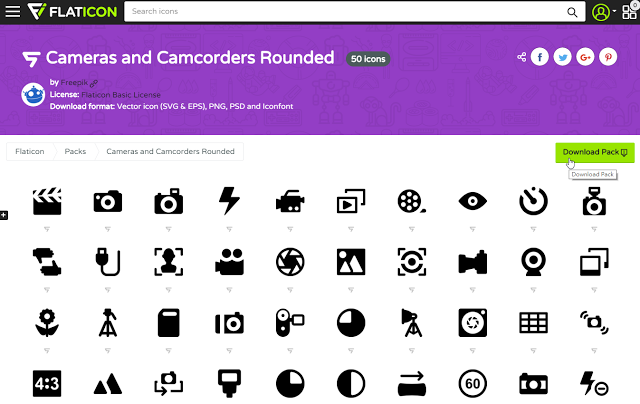 FLATICON
Search icons
Cameras and Camcorders Rounded
50 Icons
by Freepik
License: Flaticon Basic License
Download format: Vector icon (SVG & EPS), PNG, PSD and Iconfont
Flaticon
Packs
Cameras and Camcorders Rounded
Download Pack
Download Pack
4:3
60